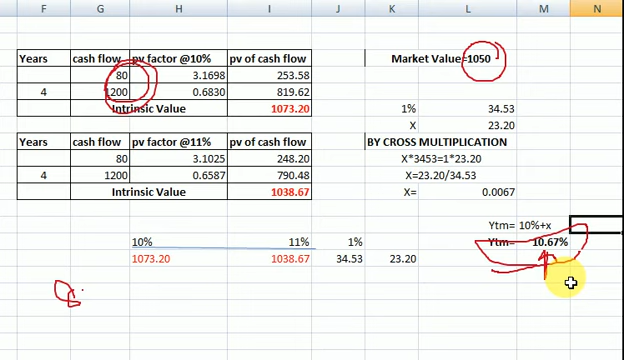 F G H I J K L M N
Years cash flow pv factor @10% pv of cash flow Market Value=1050
80 3.1698 253.58
4 1200 0.6830 819.62
Intrinsic Value 1073.20 1% 34.53
X 23.20
Years cash flow pv factor @11% pv of cash flow BY CROSS MULTIPLICATION
80 3.1025 248.20 X*3453=1*23.20
4 1200 0.6587 790.48 X=23.20/34.53
Intrinsic Value 1038.67 X= 0.0067
Ytm= 10%+x
10% 11% 1% Ytm= 10.67%
1073.20 1038.67 34.53 23.20